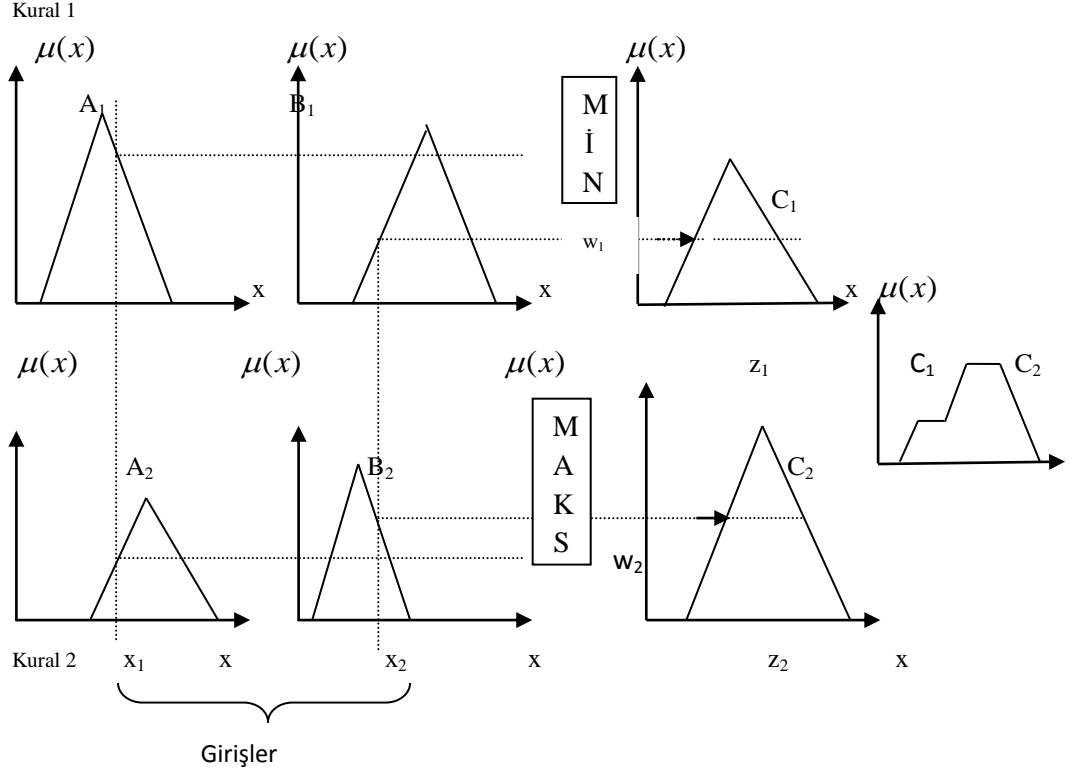 Kural 1
μ(x) μ(x) μ(x)
A₁ B₁ M
İ
N C₁
w₁
x x x μ(x)
μ(x) μ(x) μ(x) z₁ C₁ C₂
M
A
K
S
A₂ B₂ C₂
w₂
Kural 2 x₁ x x₂ x z₂ x
Girişler